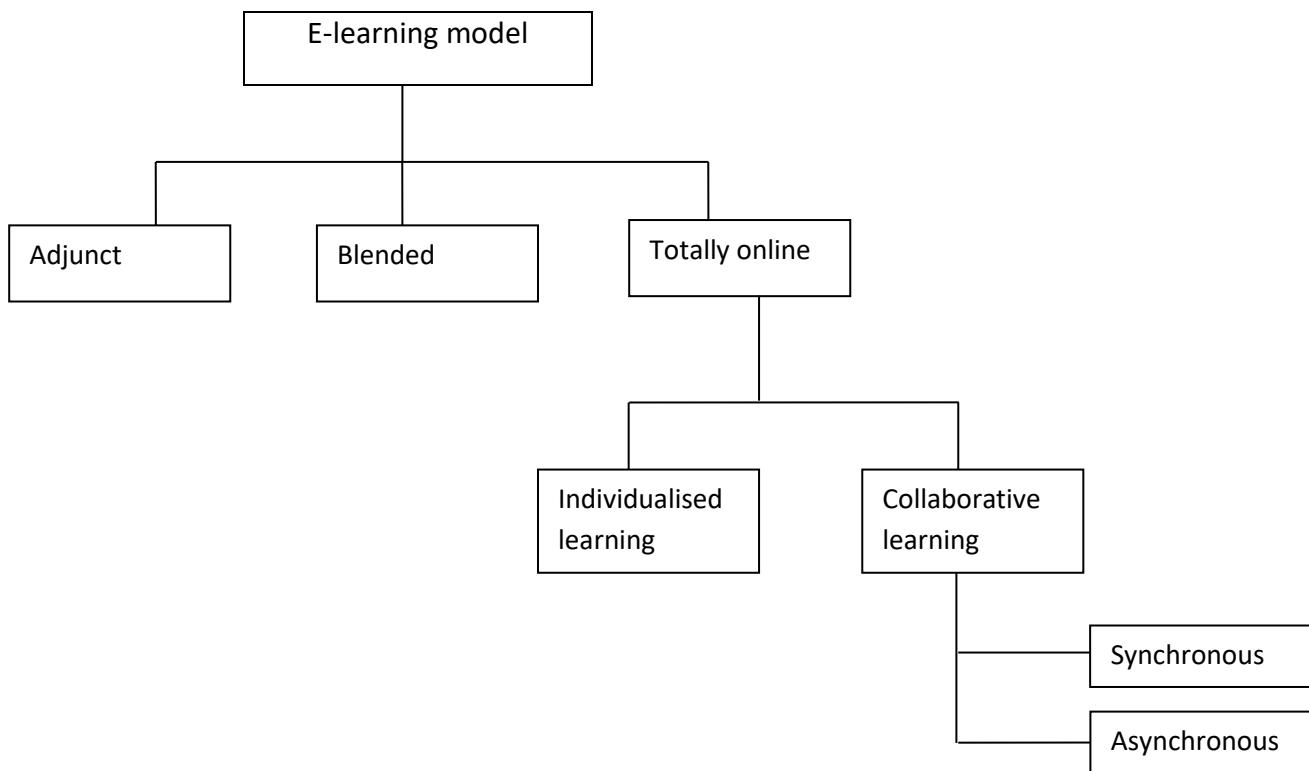 E-learning model
Adjunct
Blended
Totally online
Individualised
learning
Collaborative
learning
Synchronous
Asynchronous